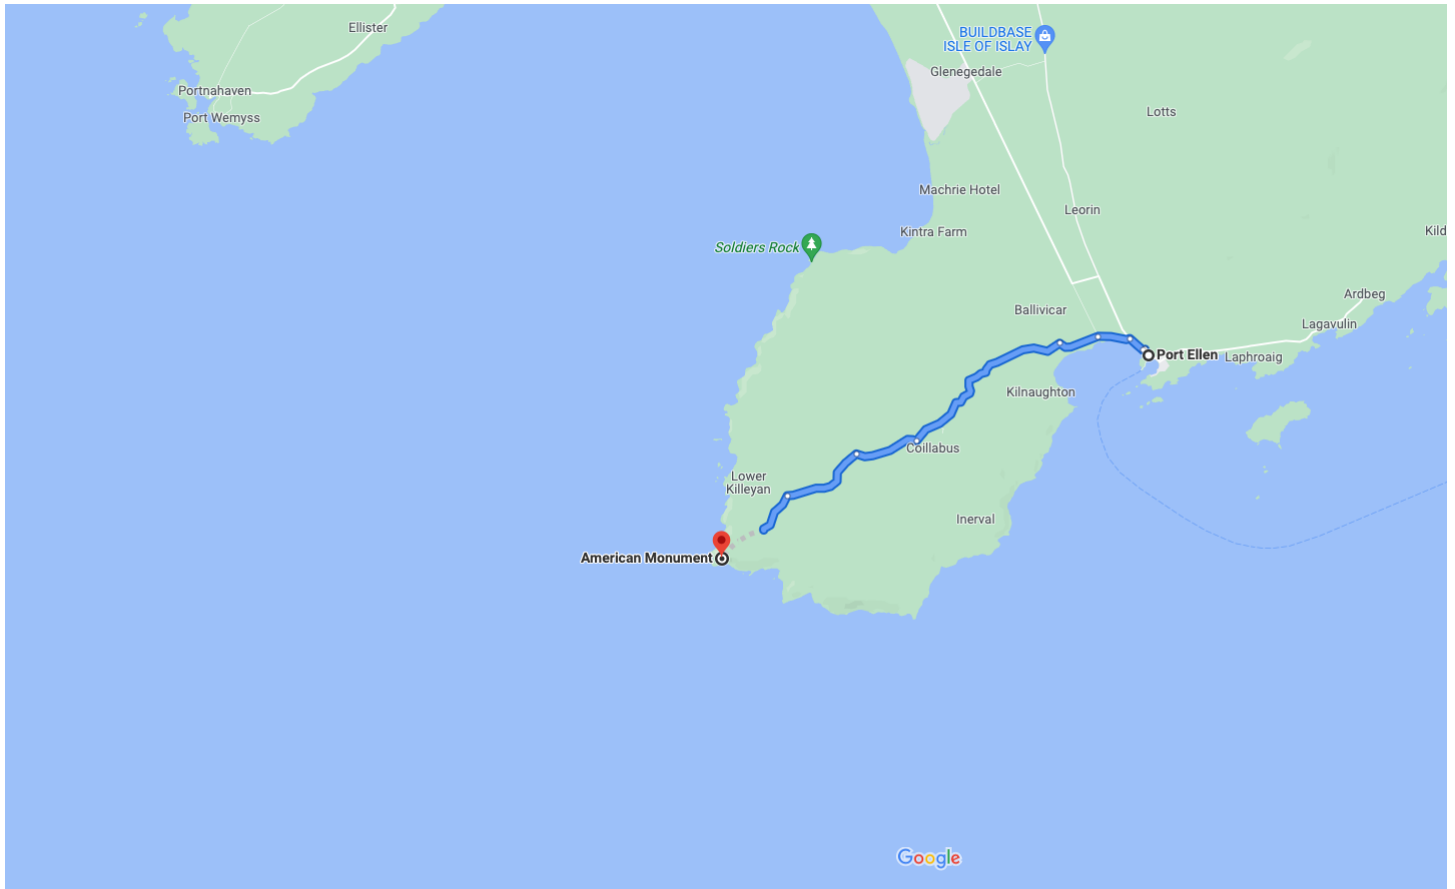 Ellister
BUILDBASE
ISLE OF ISLAY
Glenegedale
Portnahaven
Port Wemyss
Lotts
Machrie Hotel
Leorin
Kintra Farm
Kild
Soldiers Rock
Ardbeg
Ballivicar
Lagavulin
Port Ellen
Laphroaig
Kilnaughton
Coillabus
Lower
Killeyan
Inerval
American Monument
Google